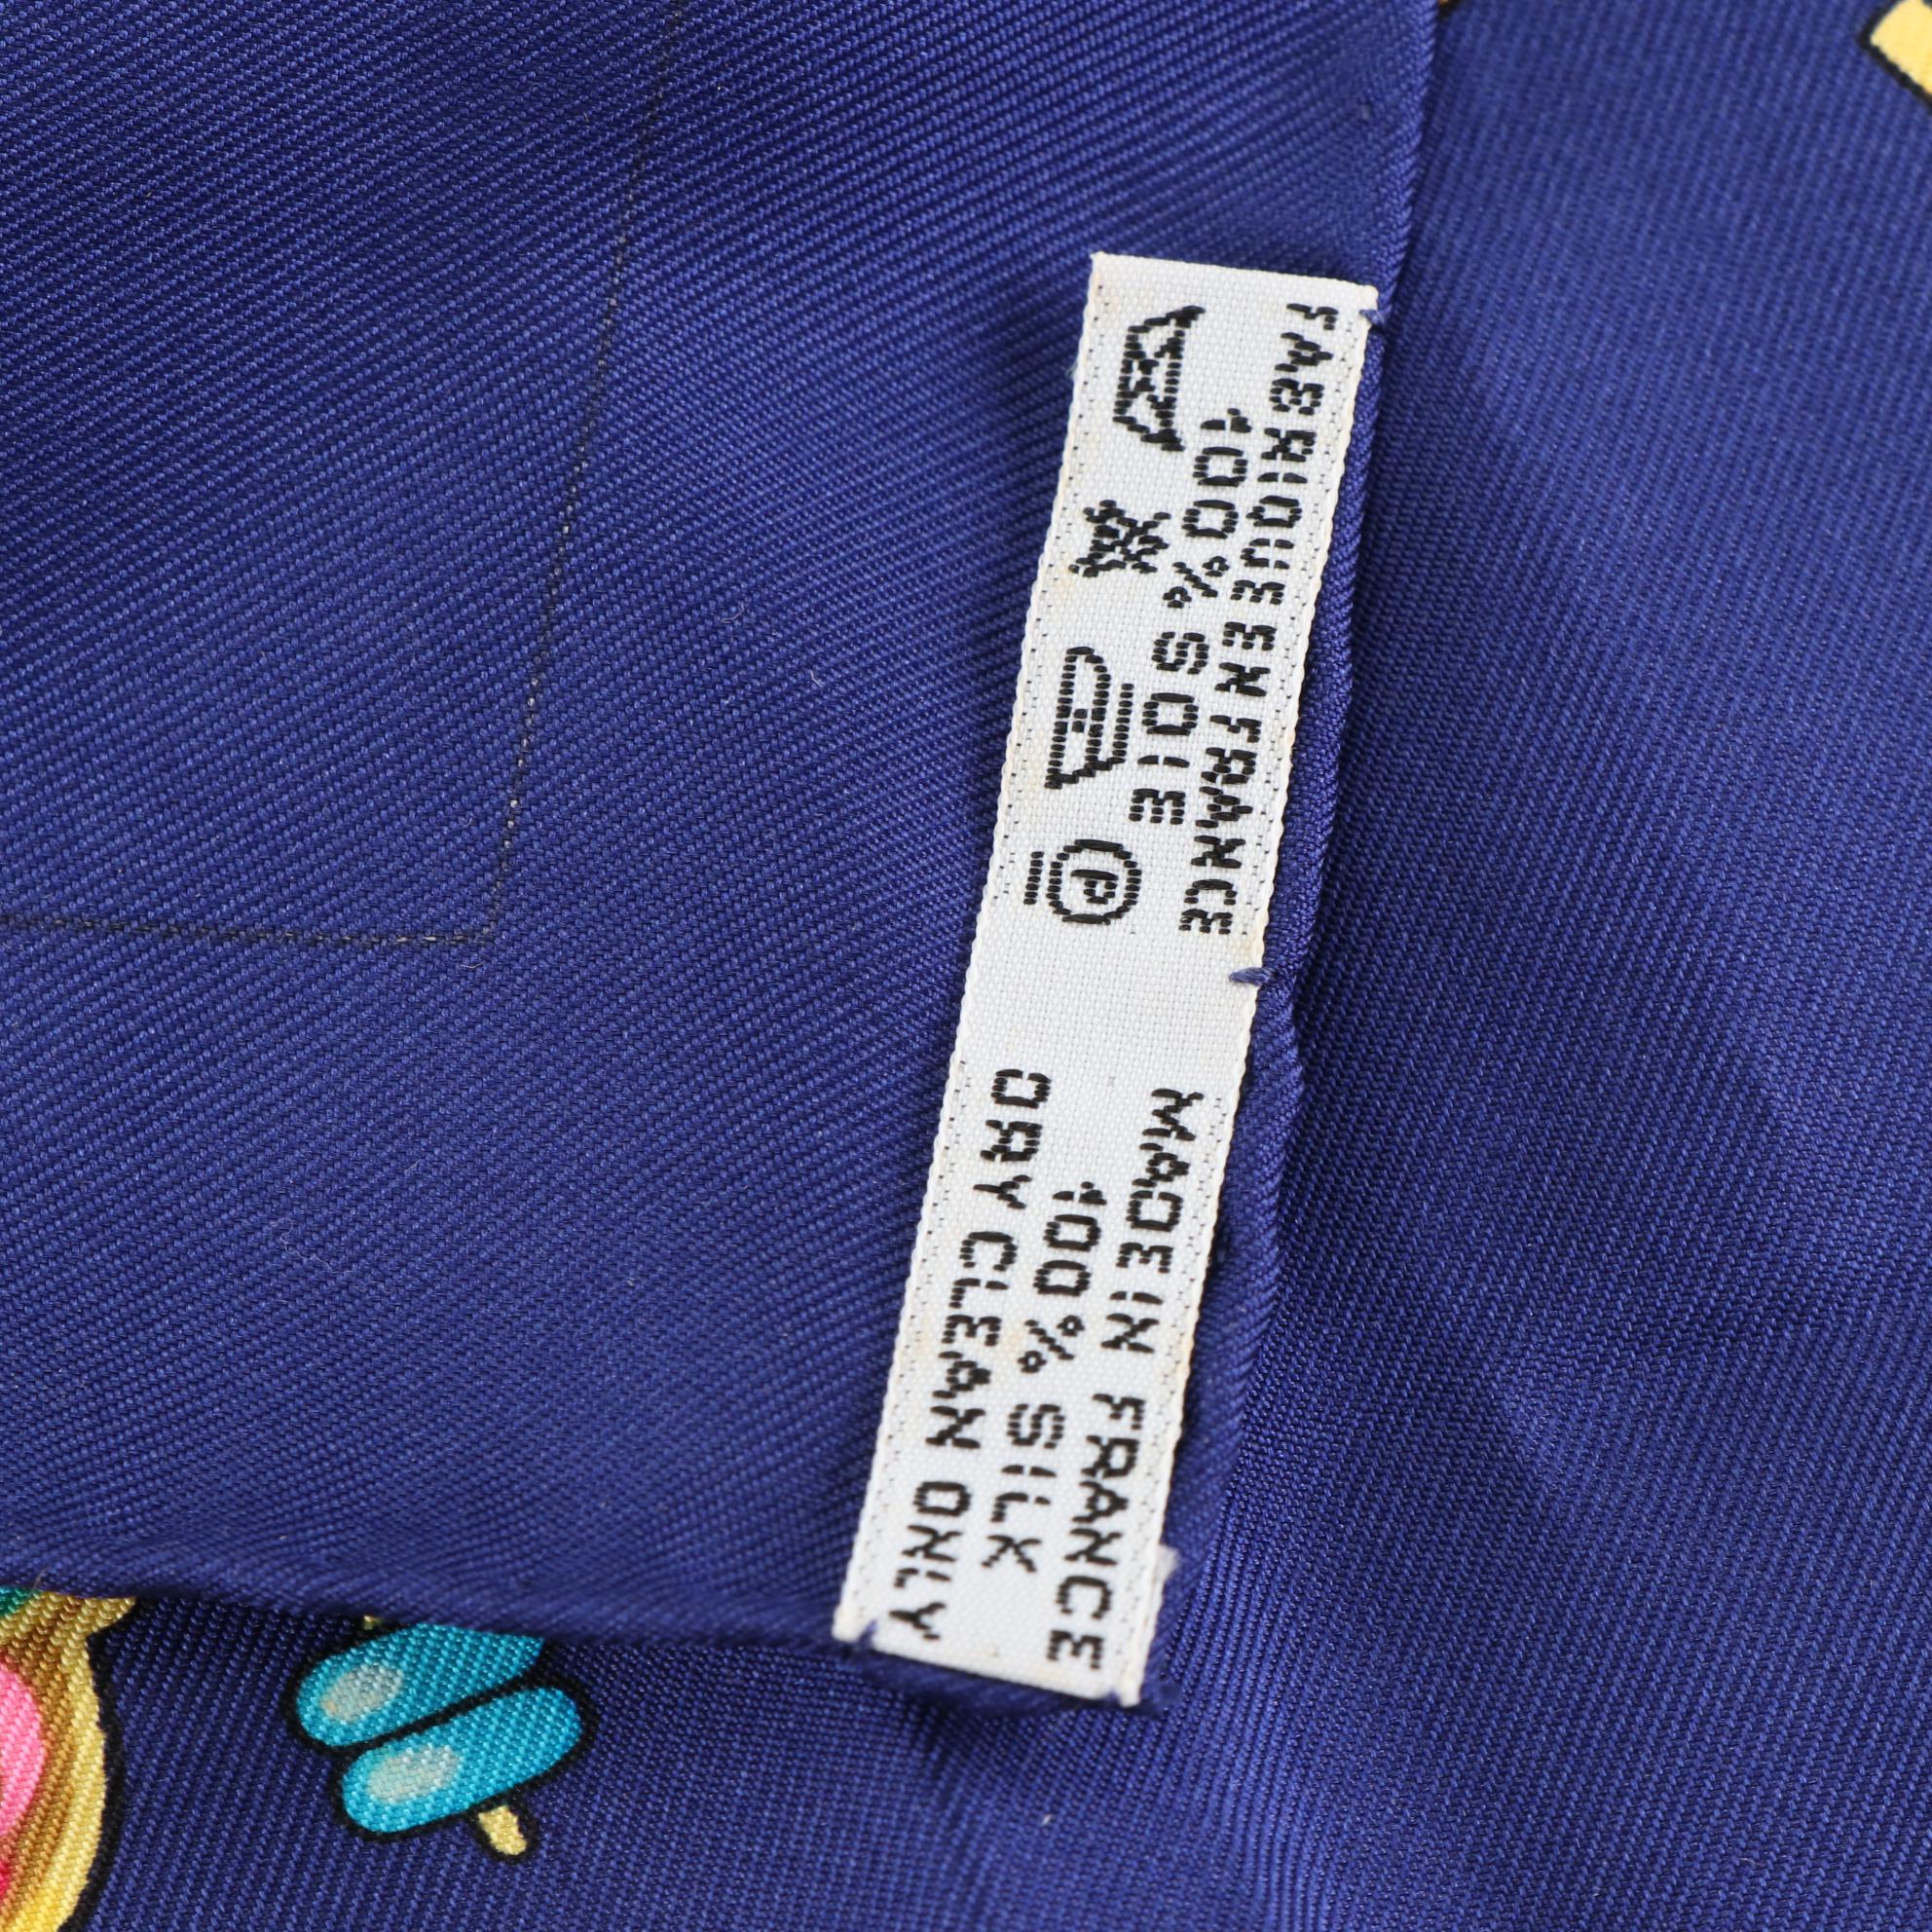 FABRIQUE EN FRANCE
100% SOIE
P
MADE IN FRANCE
100% SILK
DRY CLEAN ONLY